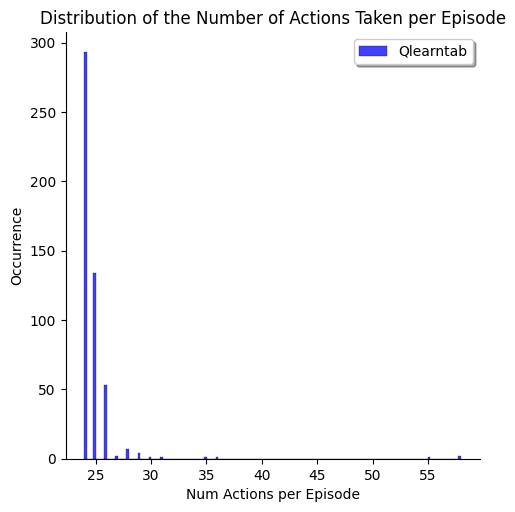 Distribution of the Number of Actions Taken per Episode
Qlearntab
300
250
200
150
100
50
0
Occurrence
25 30 35 40 45 50 55
Num Actions per Episode